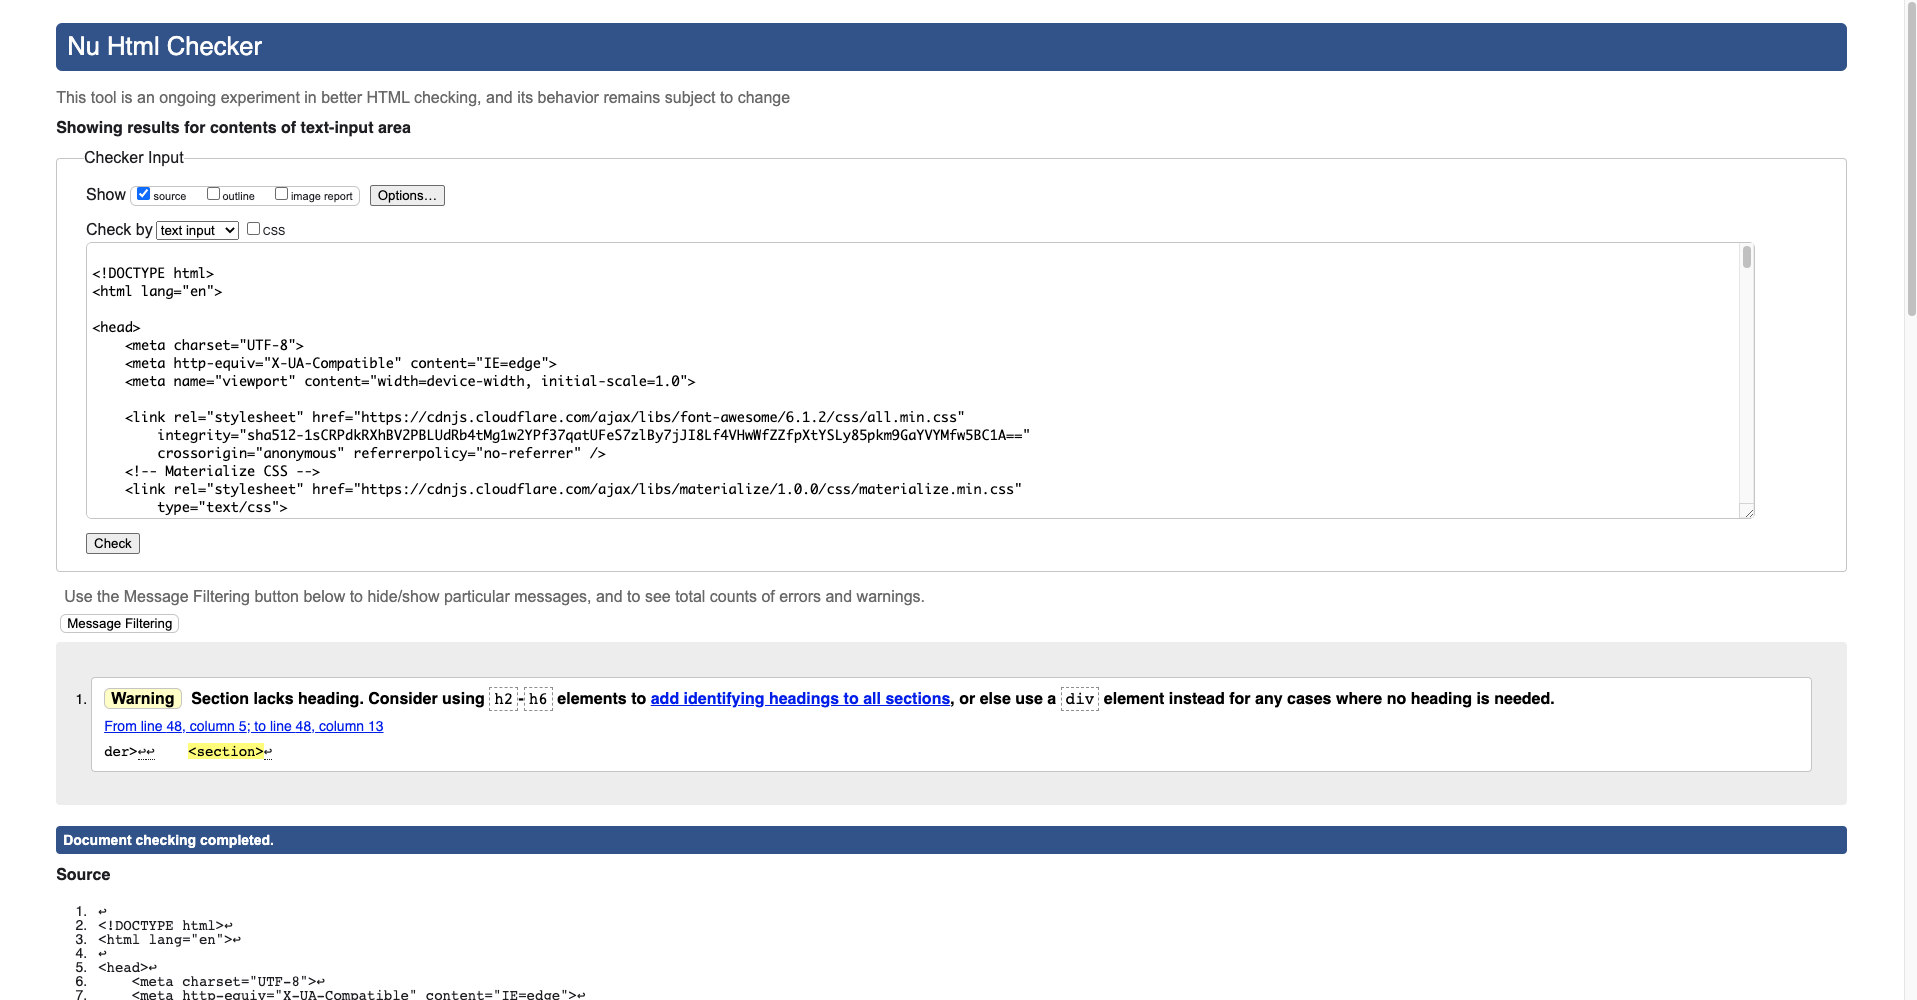 Nu Html Checker
This tool is an ongoing experiment in better HTML checking, and its behavior remains subject to change
Showing results for contents of text-input area
Checker Input
Show source outline image report Options...
Check by text input css
<!DOCTYPE html>
<html lang="en">
<head>
    <meta charset="UTF-8">
    <meta http-equiv="X-UA-Compatible" content="IE=edge">
    <meta name="viewport" content="width=device-width, initial-scale=1.0">
    <link rel="stylesheet" href="https://cdnjs.cloudflare.com/ajax/libs/font-awesome/6.1.2/css/all.min.css"
        integrity="sha512-1sCRPdkRXhBV2PBLUdRb4tMg1w2YPf37qatUFeS7zlBy7jJI8Lf4VHwWfZZfpXtYSLy85pkm9GaYVYMfw5BC1A=="
        crossorigin="anonymous" referrerpolicy="no-referrer" />
    <!-- Materialize CSS -->
    <link rel="stylesheet" href="https://cdnjs.cloudflare.com/ajax/libs/materialize/1.0.0/css/materialize.min.css"
        type="text/css">
Check
Use the Message Filtering button below to hide/show particular messages, and to see total counts of errors and warnings.
Message Filtering
1. Warning Section lacks heading. Consider using h2-h6 elements to add identifying headings to all sections, or else use a div element instead for any cases where no heading is needed.
From line 48, column 5; to line 48, column 13
der>↩↩    <section>↩
Document checking completed.
Source
1. ↩
2. <!DOCTYPE html>↩
3. <html lang="en">↩
4. ↩
5. <head>↩
6.     <meta charset="UTF-8">↩
7.     <meta http-equiv="X-UA-Compatible" content="IE=edge">↩